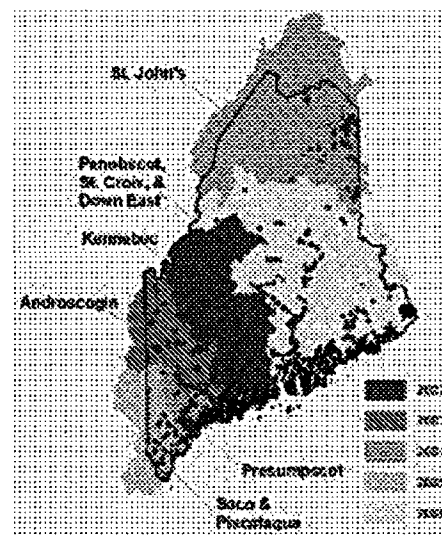 St. John's
Penobscot,
St. Croix, &
Down East
Kennebec
Androscogin
Presumpscot
Saco &
Piscataqua